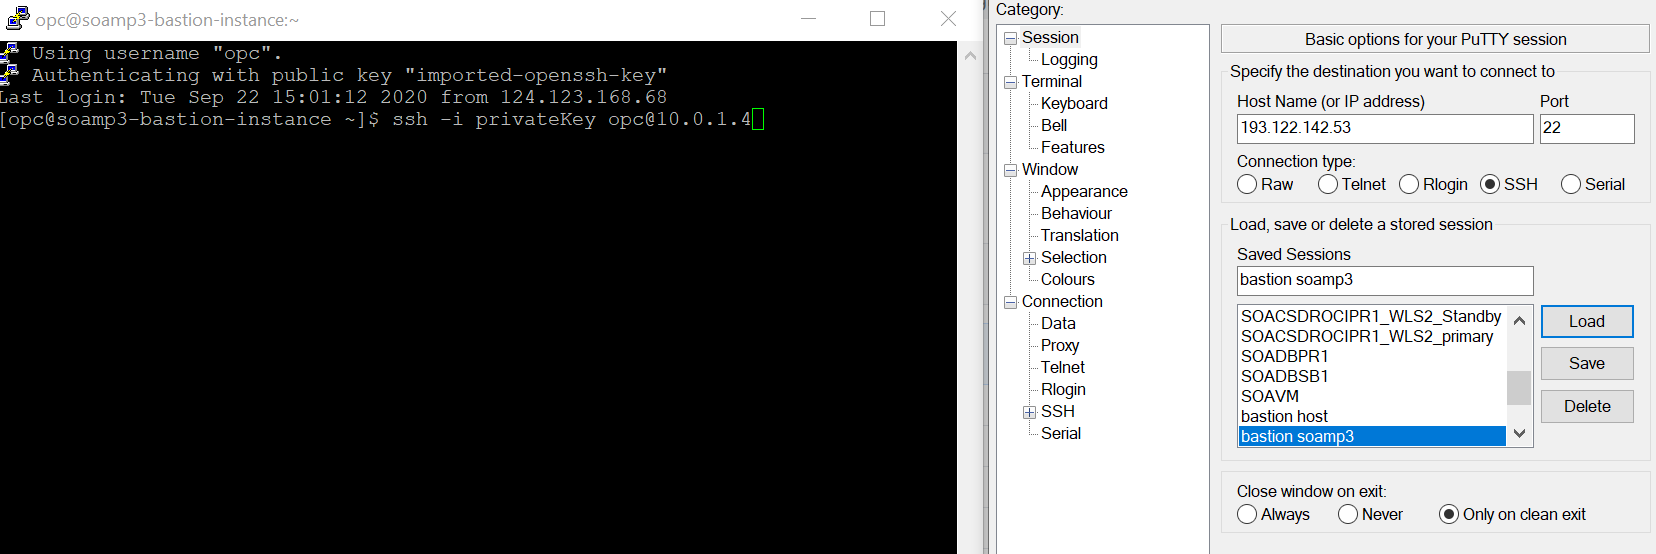 opc@soamp3-bastion-instance:~
Using username "opc".
Authenticating with public key "imported-openssh-key"
Last login: Tue Sep 22 15:01:12 2020 from 124.123.168.68
[opc@soamp3-bastion-instance ~]$ ssh -i privateKey opc@10.0.1.4
Category:
Session
Logging
Terminal
Keyboard
Bell
Features
Window
Appearance
Behaviour
Translation
Selection
Colours
Connection
Data
Proxy
Telnet
Rlogin
SSH
Serial
Basic options for your PuTTY session
Specify the destination you want to connect to
Host Name (or IP address) Port
193.122.142.53 22
Connection type:
Raw Telnet Rlogin SSH Serial
Load, save or delete a stored session
Saved Sessions
bastion soamp3
SOACSDROCIPR1_WLS2_Standby
SOACSDROCIPR1_WLS2_primary
SOADBPR1
SOADBSB1
SOAVM
bastion host
bastion soamp3
Load
Save
Delete
Close window on exit:
Always Never Only on clean exit